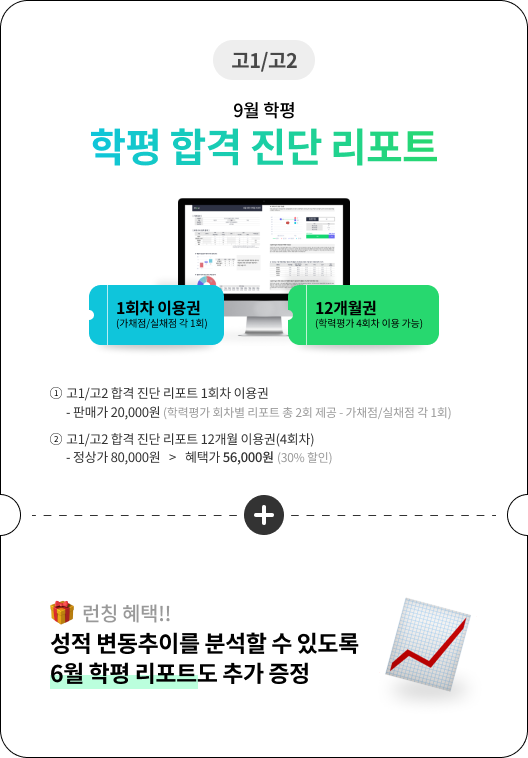 고1/고2
9월 학평
학평 합격 진단 리포트
1회차 이용권
(가채점/실채점 각 1회)
12개월권
(학력평가 4회차 이용 가능)
① 고1/고2 합격 진단 리포트 1회차 이용권
- 판매가 20,000원 (학력평가 회차별 리포트 총 2회 제공 - 가채점/실채점 각 1회)
② 고1/고2 합격 진단 리포트 12개월 이용권(4회차)
- 정상가 80,000원 > 혜택가 56,000원 (30% 할인)
런칭 혜택!!
성적 변동추이를 분석할 수 있도록
6월 학평 리포트도 추가 증정